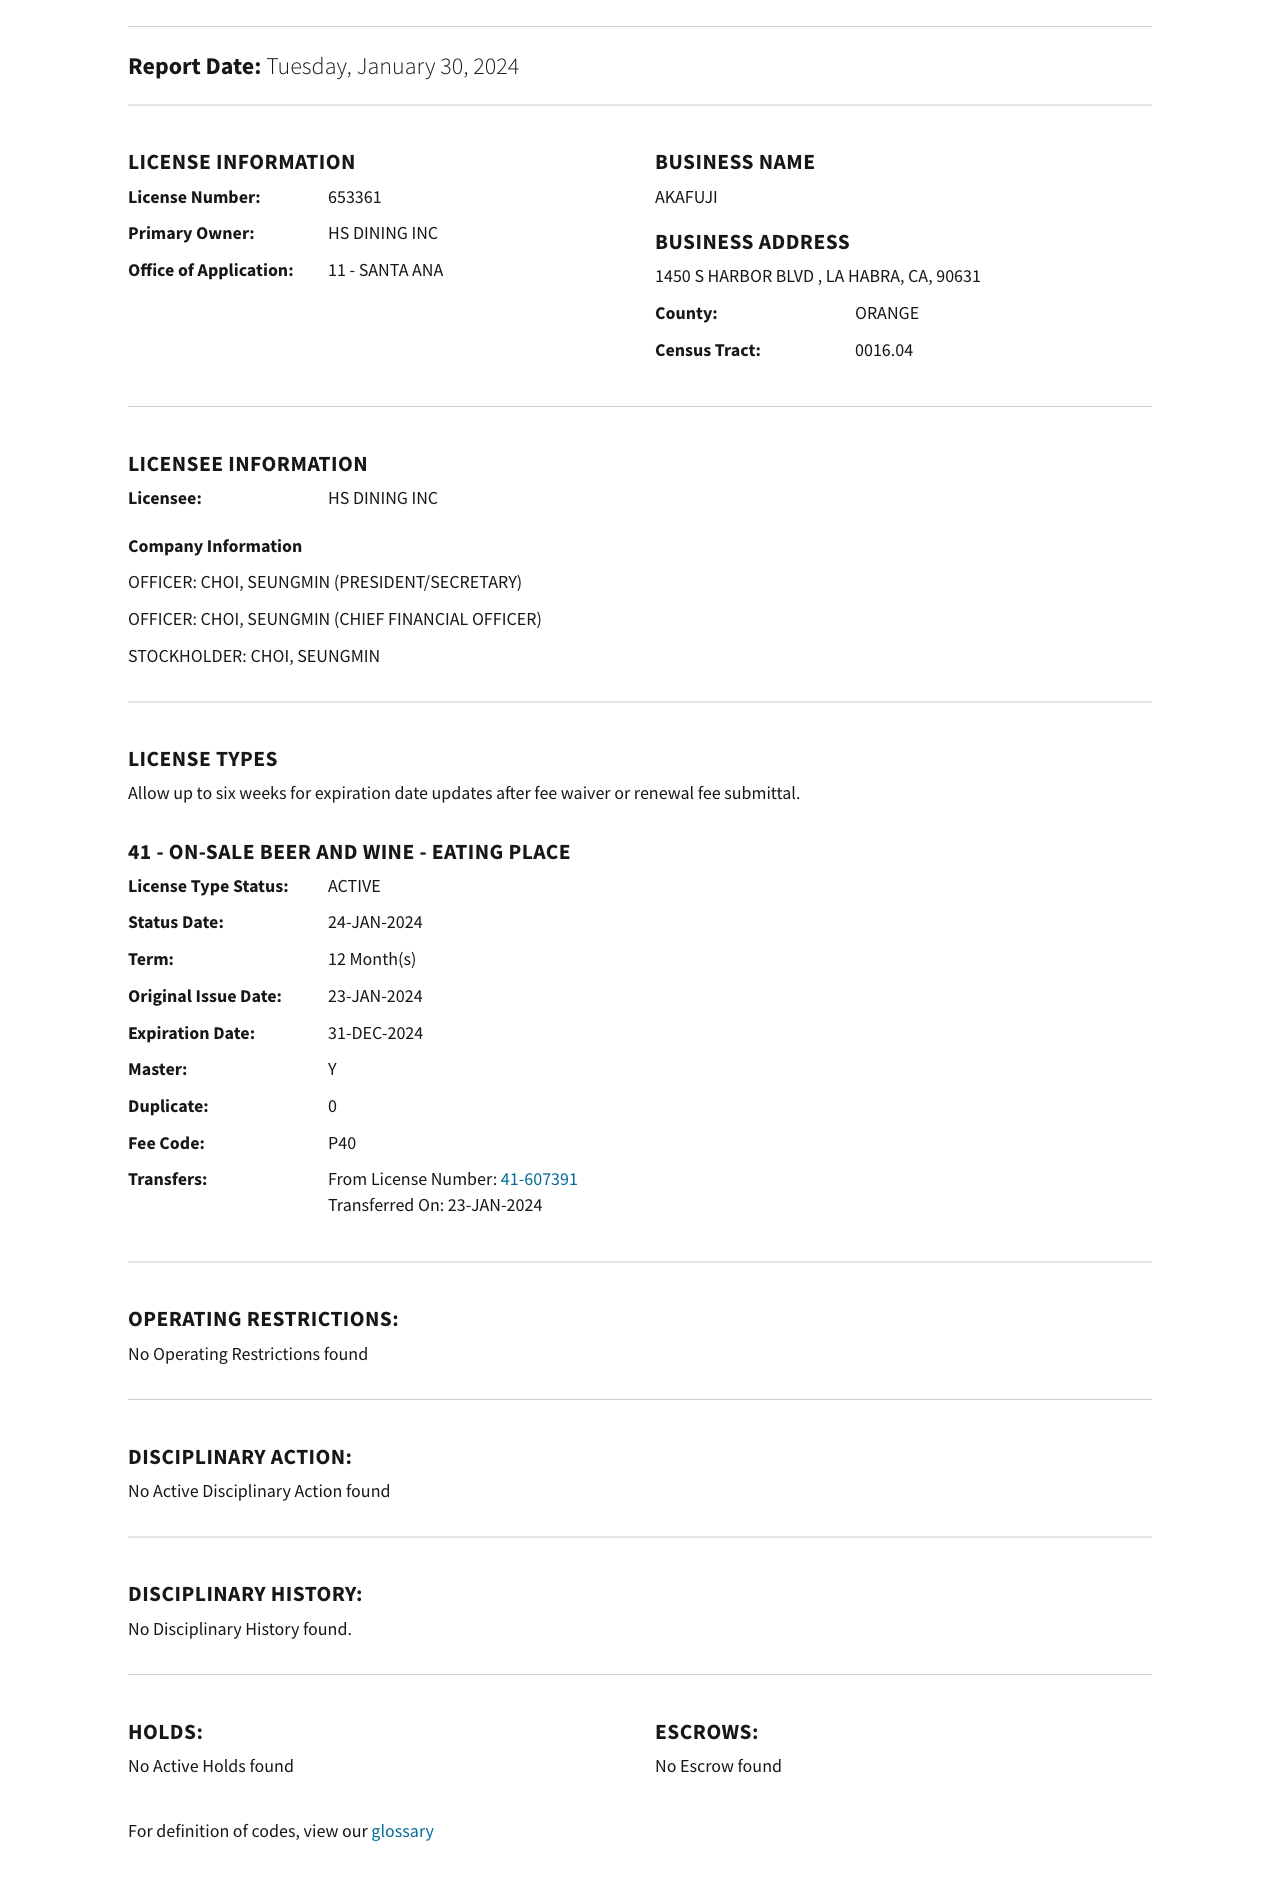 Report Date: Tuesday, January 30, 2024
LICENSE INFORMATION
License Number: 653361
Primary Owner: HS DINING INC
Office of Application: 11 - SANTA ANA
BUSINESS NAME
AKAFUJI
BUSINESS ADDRESS
1450 S HARBOR BLVD , LA HABRA, CA, 90631
County: ORANGE
Census Tract: 0016.04
LICENSEE INFORMATION
Licensee: HS DINING INC
Company Information
OFFICER: CHOI, SEUNGMIN (PRESIDENT/SECRETARY)
OFFICER: CHOI, SEUNGMIN (CHIEF FINANCIAL OFFICER)
STOCKHOLDER: CHOI, SEUNGMIN
LICENSE TYPES
Allow up to six weeks for expiration date updates after fee waiver or renewal fee submittal.
41 - ON-SALE BEER AND WINE - EATING PLACE
License Type Status: ACTIVE
Status Date: 24-JAN-2024
Term: 12 Month(s)
Original Issue Date: 23-JAN-2024
Expiration Date: 31-DEC-2024
Master: Y
Duplicate: 0
Fee Code: P40
Transfers: From License Number: 41-607391
Transferred On: 23-JAN-2024
OPERATING RESTRICTIONS:
No Operating Restrictions found
DISCIPLINARY ACTION:
No Active Disciplinary Action found
DISCIPLINARY HISTORY:
No Disciplinary History found.
HOLDS:
No Active Holds found
ESCROWS:
No Escrow found
For definition of codes, view our glossary